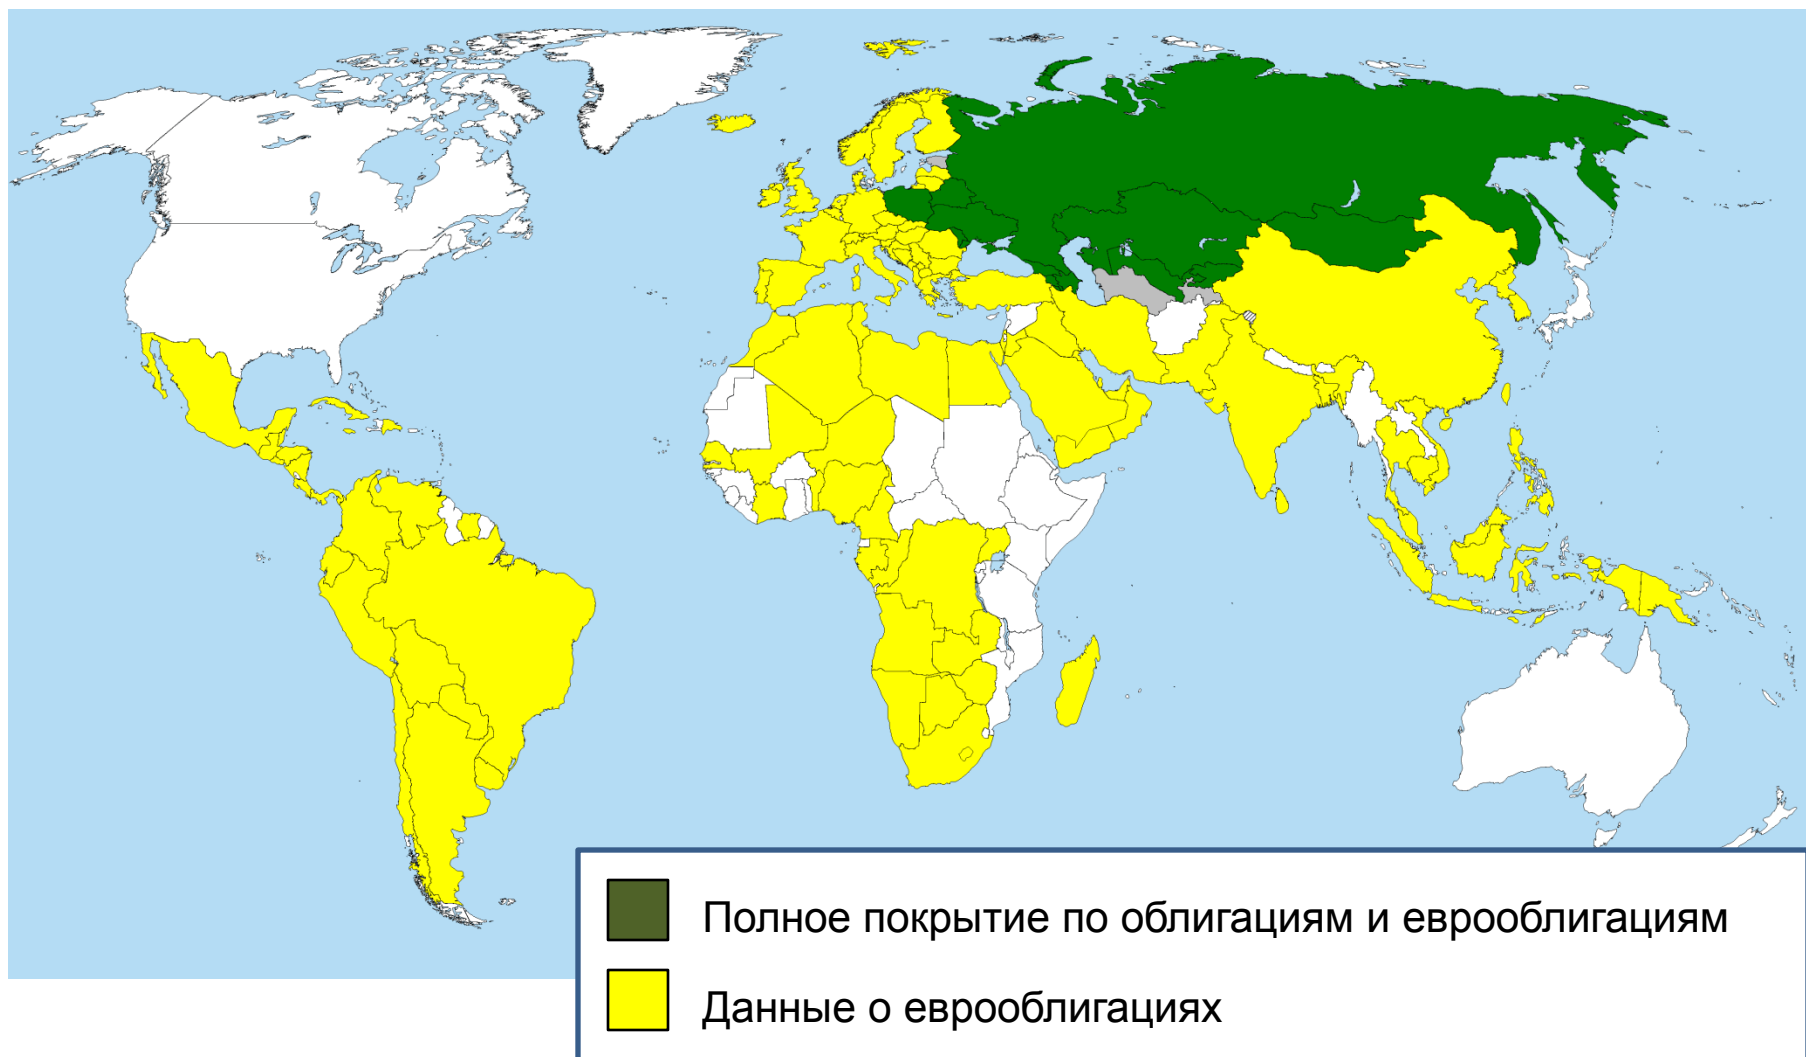 Полное покрытие по облигациям и еврооблигациям
Данные о еврооблигациях